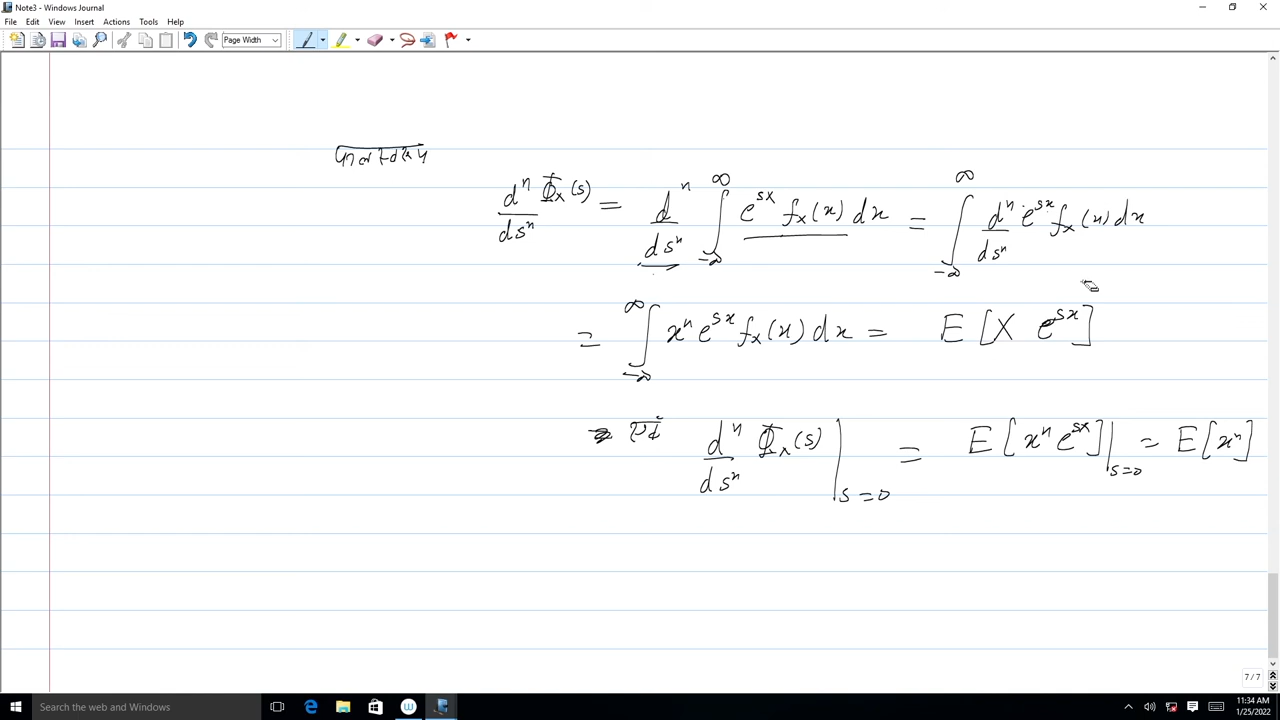 Note3 - Windows Journal
File Edit View Insert Actions Tools Help
Page Width
d^n/ds^n Φ_x(s) = d^n/ds^n ∫_{-∞}^{∞} e^{sx} f_x(x) dx = ∫_{-∞}^{∞} d^n/ds^n e^{sx} f_x(x) dx
= ∫_{-∞}^{∞} x^n e^{sx} f_x(x) dx = E[X e^{sx}]
d^n/ds^n Φ_x(s)|_{s=0} = E[x^n e^{sx}]|_{s=0} = E[x^n]
7 / 7
Search the web and Windows
11:34 AM
1/25/2022